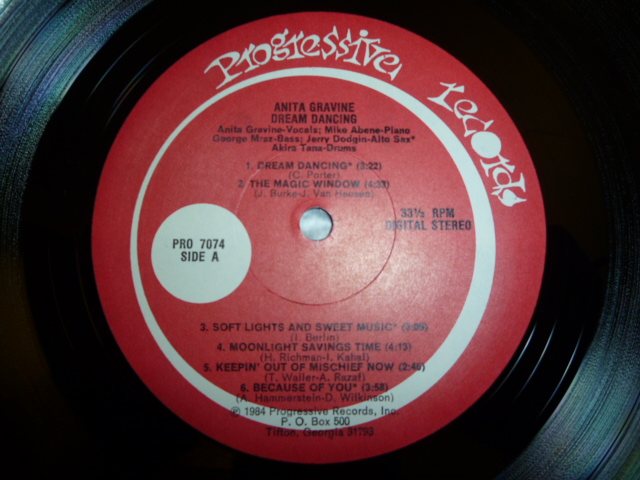 Progressive records
ANITA GRAVINE
DREAM DANCING
Anita Gravine-Vocals; Mike Abene-Piano
George Mraz-Bass; Jerry Dodgin-Alto Sax*
Akira Tana-Drums
1. DREAM DANCING* (3:22)
(C. Porter)
2. THE MAGIC WINDOW (4:33)
(J. Burke-J. Van Heusen)
PRO 7074
SIDE A
33⅓ RPM
DIGITAL STEREO
3. SOFT LIGHTS AND SWEET MUSIC*
(I. Berlin)
4. MOONLIGHT SAVINGS TIME (4:13)
(H. Richman-I. Kahal)
5. KEEPIN' OUT OF MISCHIEF NOW (2:46)
(T. Waller-A. Razaf)
6. BECAUSE OF YOU* (3:58)
(A. Hammerstein-D. Wilkinson)
℗ 1984 Progressive Records, Inc.
P. O. Box 500
Tifton, Georgia 31793